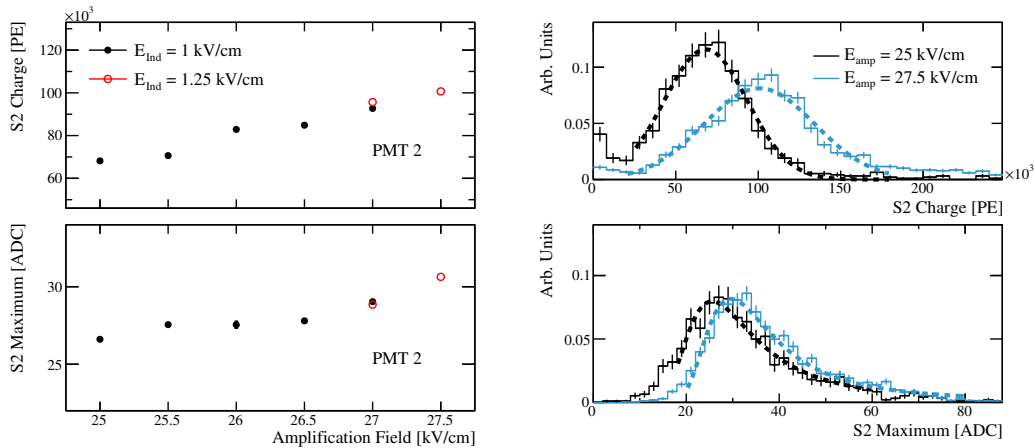 ×10³
S2 Charge [PE]
120
100
80
60
E_Ind = 1 kV/cm
E_Ind = 1.25 kV/cm
PMT 2
S2 Maximum [ADC]
30
25
PMT 2
25 25.5 26 26.5 27 27.5
Amplification Field [kV/cm]
Arb. Units
0.1
0.05
0
E_amp = 25 kV/cm
E_amp = 27.5 kV/cm
50 100 150 200
×10³
S2 Charge [PE]
Arb. Units
0.1
0.05
0
0 20 40 60 80
S2 Maximum [ADC]